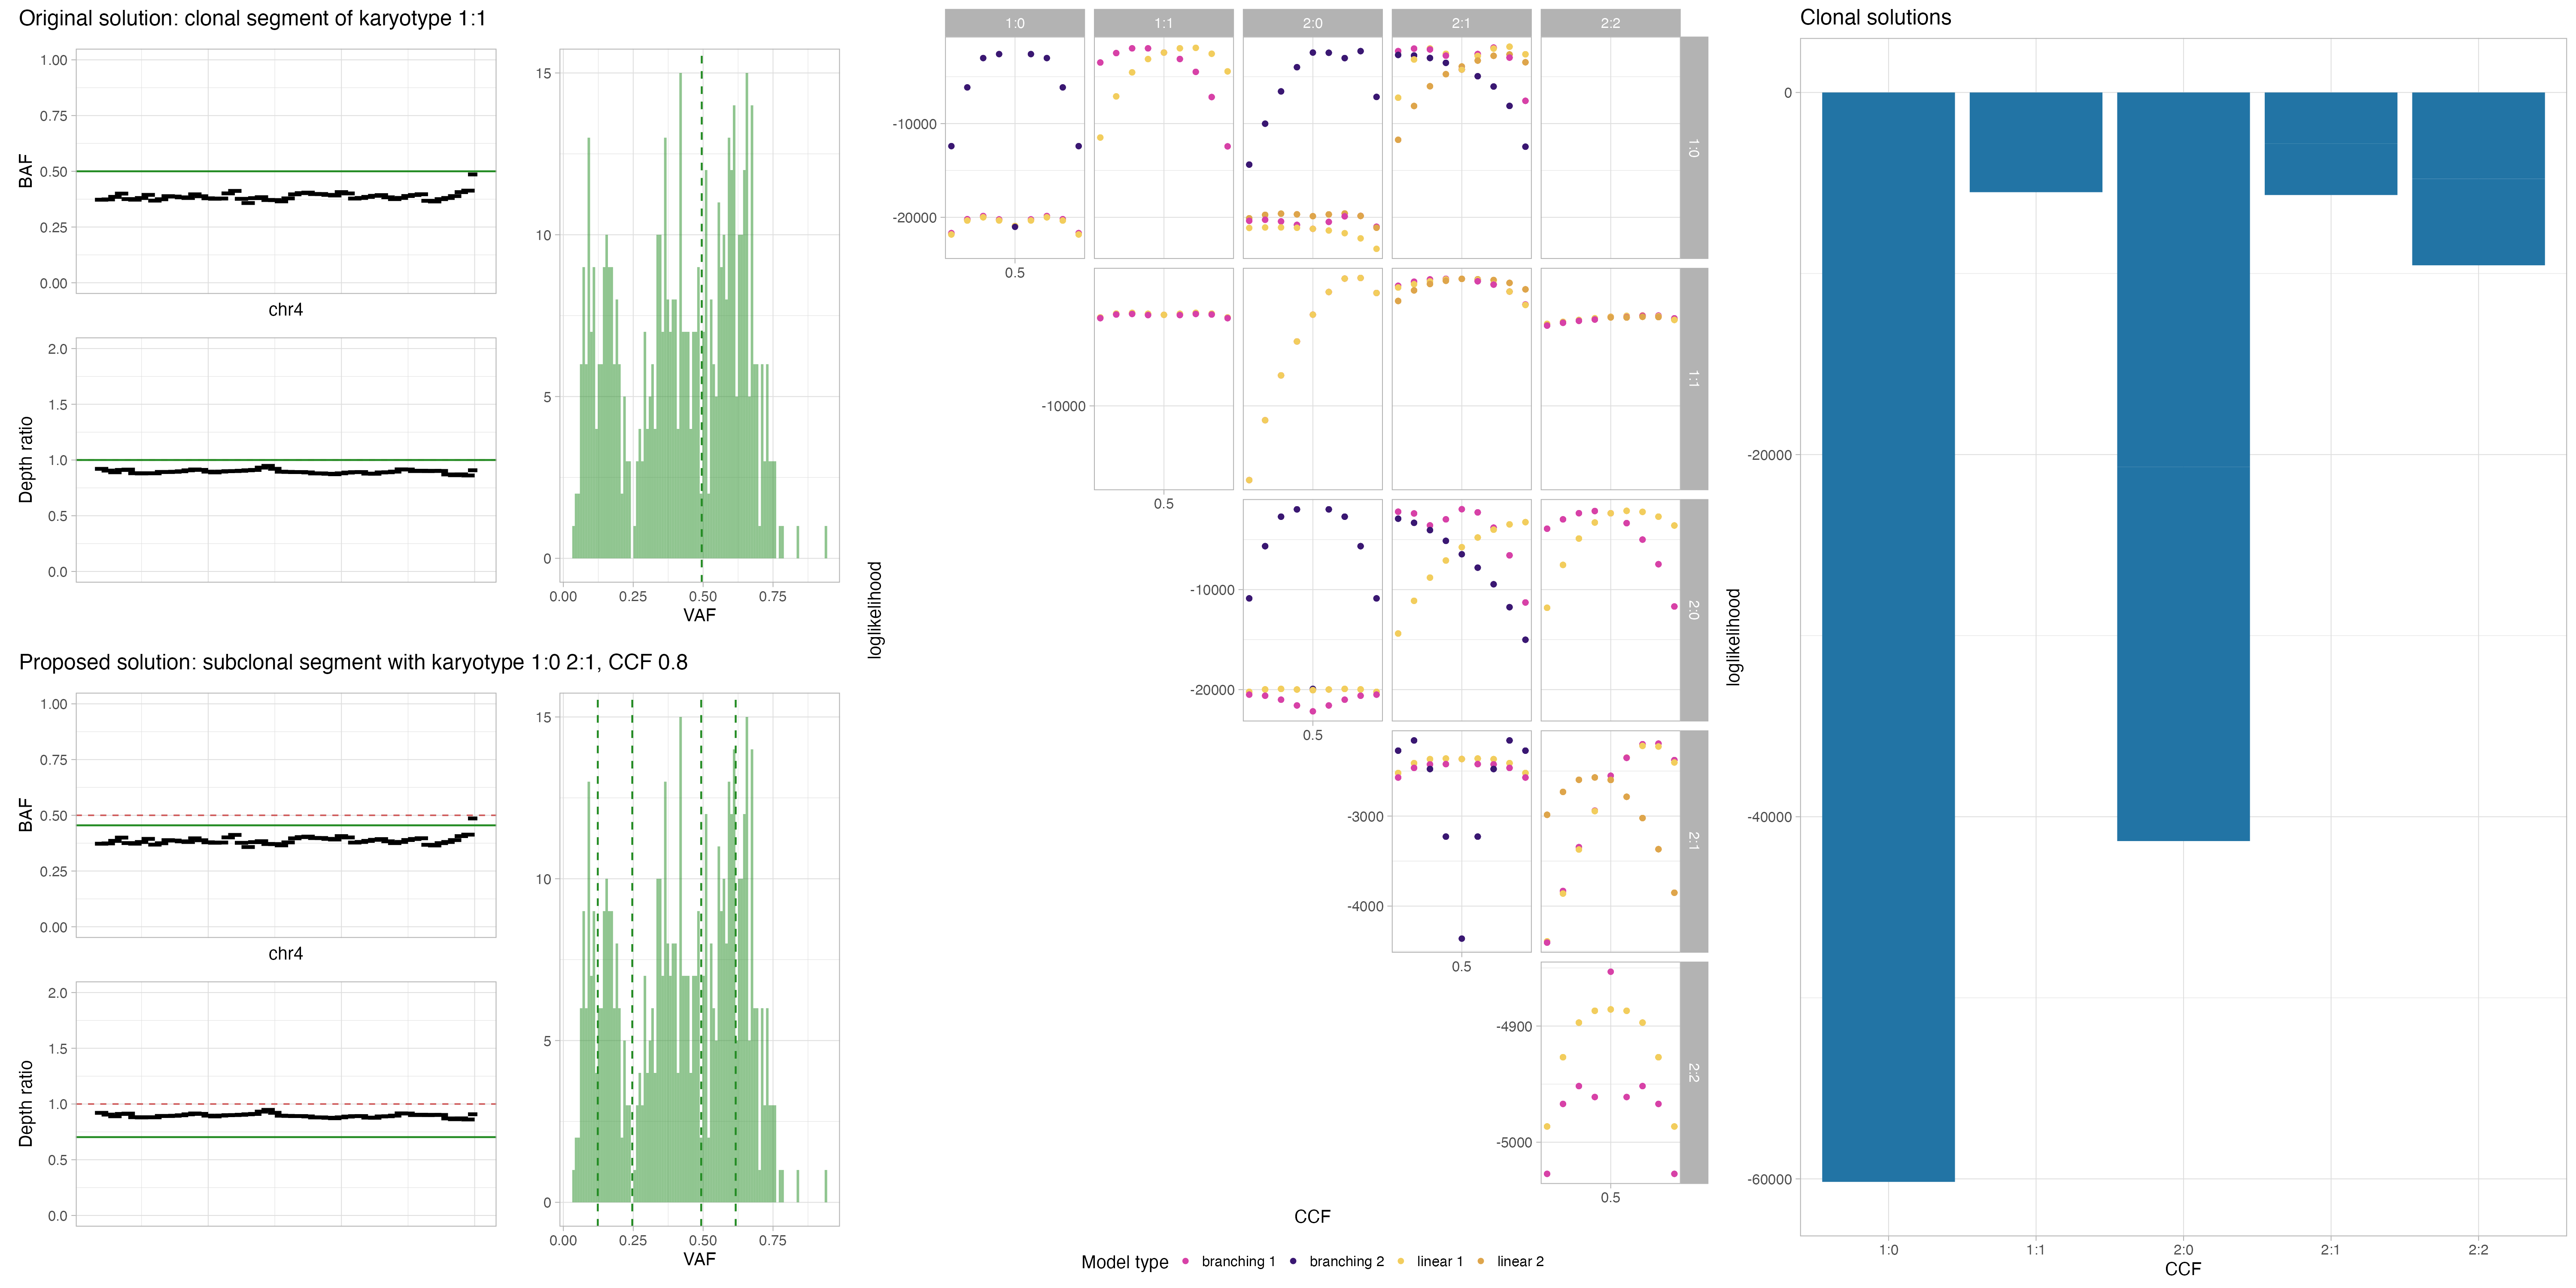 Original solution: clonal segment of karyotype 1:1
1.00
0.75
0.50
0.25
0.00
BAF
chr4
2.0
1.5
1.0
0.5
0.0
Depth ratio
15
10
5
0
0.00 0.25 0.50 0.75
VAF
Proposed solution: subclonal segment with karyotype 1:0 2:1, CCF 0.8
1.00
0.75
0.50
0.25
0.00
BAF
chr4
2.0
1.5
1.0
0.5
0.0
Depth ratio
15
10
5
0
0.00 0.25 0.50 0.75
VAF
loglikelihood
1:0 1:1 2:0 2:1 2:2
-10000
-20000
1:0
0.5
-10000
1:1
0.5
-10000
-20000
2:0
0.5
-3000
-4000
2:1
0.5
-4900
-5000
2:2
0.5
CCF
Model type branching 1 branching 2 linear 1 linear 2
Clonal solutions
0
-20000
-40000
-60000
loglikelihood
1:0 1:1 2:0 2:1 2:2
CCF